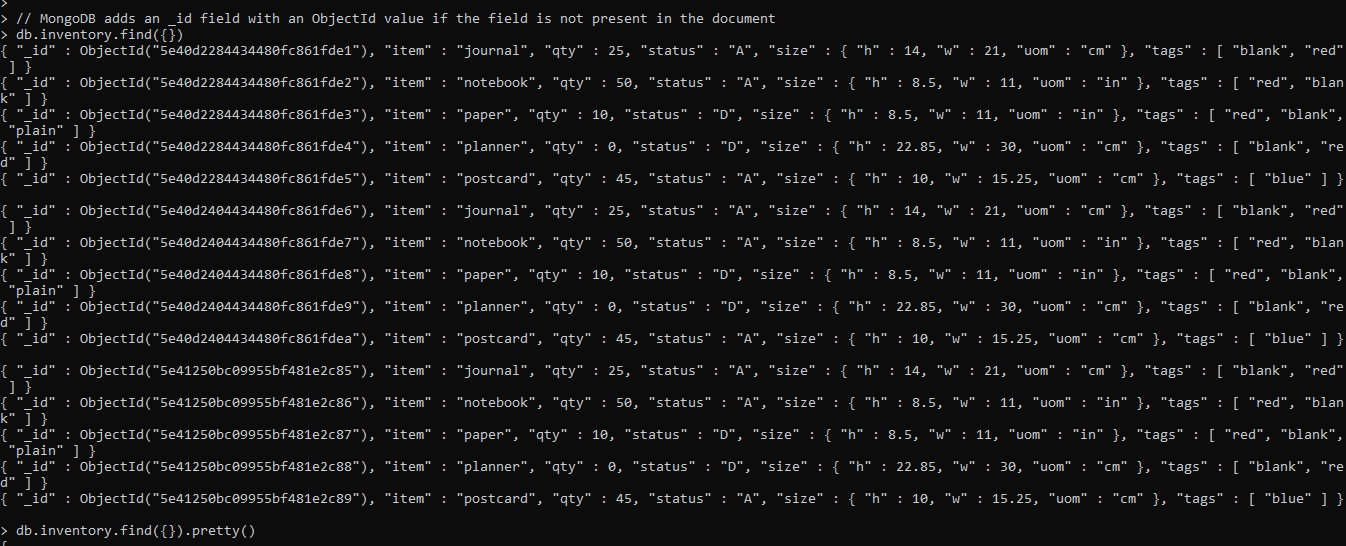 >
> // MongoDB adds an _id field with an ObjectId value if the field is not present in the document
> db.inventory.find({})
{ "_id" : ObjectId("5e40d2284434480fc861fde1"), "item" : "journal", "qty" : 25, "status" : "A", "size" : { "h" : 14, "w" : 21, "uom" : "cm" }, "tags" : [ "blank", "red"
 ] }
{ "_id" : ObjectId("5e40d2284434480fc861fde2"), "item" : "notebook", "qty" : 50, "status" : "A", "size" : { "h" : 8.5, "w" : 11, "uom" : "in" }, "tags" : [ "red", "blan
k" ] }
{ "_id" : ObjectId("5e40d2284434480fc861fde3"), "item" : "paper", "qty" : 10, "status" : "D", "size" : { "h" : 8.5, "w" : 11, "uom" : "in" }, "tags" : [ "red", "blank",
 "plain" ] }
{ "_id" : ObjectId("5e40d2284434480fc861fde4"), "item" : "planner", "qty" : 0, "status" : "D", "size" : { "h" : 22.85, "w" : 30, "uom" : "cm" }, "tags" : [ "blank", "re
d" ] }
{ "_id" : ObjectId("5e40d2284434480fc861fde5"), "item" : "postcard", "qty" : 45, "status" : "A", "size" : { "h" : 10, "w" : 15.25, "uom" : "cm" }, "tags" : [ "blue" ] }
{ "_id" : ObjectId("5e40d2404434480fc861fde6"), "item" : "journal", "qty" : 25, "status" : "A", "size" : { "h" : 14, "w" : 21, "uom" : "cm" }, "tags" : [ "blank", "red"
 ] }
{ "_id" : ObjectId("5e40d2404434480fc861fde7"), "item" : "notebook", "qty" : 50, "status" : "A", "size" : { "h" : 8.5, "w" : 11, "uom" : "in" }, "tags" : [ "red", "blan
k" ] }
{ "_id" : ObjectId("5e40d2404434480fc861fde8"), "item" : "paper", "qty" : 10, "status" : "D", "size" : { "h" : 8.5, "w" : 11, "uom" : "in" }, "tags" : [ "red", "blank",
 "plain" ] }
{ "_id" : ObjectId("5e40d2404434480fc861fde9"), "item" : "planner", "qty" : 0, "status" : "D", "size" : { "h" : 22.85, "w" : 30, "uom" : "cm" }, "tags" : [ "blank", "re
d" ] }
{ "_id" : ObjectId("5e40d2404434480fc861fdea"), "item" : "postcard", "qty" : 45, "status" : "A", "size" : { "h" : 10, "w" : 15.25, "uom" : "cm" }, "tags" : [ "blue" ] }
{ "_id" : ObjectId("5e41250bc09955bf481e2c85"), "item" : "journal", "qty" : 25, "status" : "A", "size" : { "h" : 14, "w" : 21, "uom" : "cm" }, "tags" : [ "blank", "red"
 ] }
{ "_id" : ObjectId("5e41250bc09955bf481e2c86"), "item" : "notebook", "qty" : 50, "status" : "A", "size" : { "h" : 8.5, "w" : 11, "uom" : "in" }, "tags" : [ "red", "blan
k" ] }
{ "_id" : ObjectId("5e41250bc09955bf481e2c87"), "item" : "paper", "qty" : 10, "status" : "D", "size" : { "h" : 8.5, "w" : 11, "uom" : "in" }, "tags" : [ "red", "blank",
 "plain" ] }
{ "_id" : ObjectId("5e41250bc09955bf481e2c88"), "item" : "planner", "qty" : 0, "status" : "D", "size" : { "h" : 22.85, "w" : 30, "uom" : "cm" }, "tags" : [ "blank", "re
d" ] }
{ "_id" : ObjectId("5e41250bc09955bf481e2c89"), "item" : "postcard", "qty" : 45, "status" : "A", "size" : { "h" : 10, "w" : 15.25, "uom" : "cm" }, "tags" : [ "blue" ] }
> db.inventory.find({}).pretty()
{